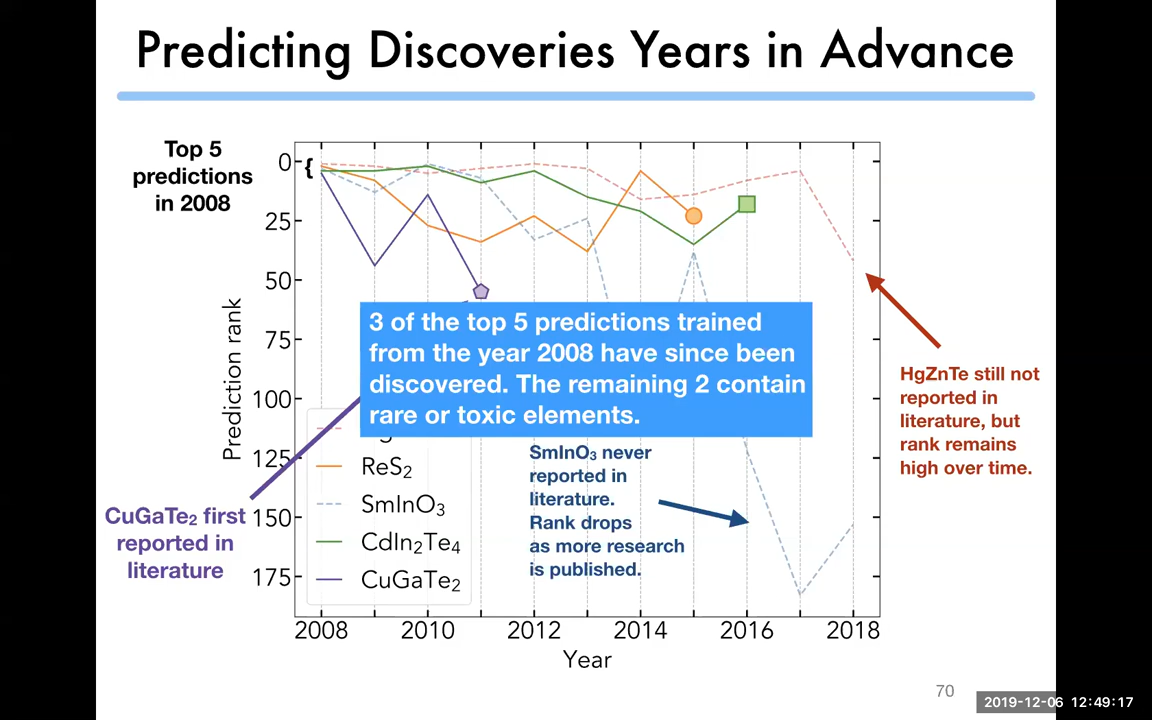 Predicting Discoveries Years in Advance
Top 5
predictions
in 2008
{
0
25
50
75
100
125
150
175
Prediction rank
3 of the top 5 predictions trained
from the year 2008 have since been
discovered. The remaining 2 contain
rare or toxic elements.
ReS₂
SmInO₃
CdIn₂Te₄
CuGaTe₂
CuGaTe₂ first
reported in
literature
SmInO₃ never
reported in
literature.
Rank drops
as more research
is published.
HgZnTe still not
reported in
literature, but
rank remains
high over time.
2008 2010 2012 2014 2016 2018
Year
70
2019-12-06 12:49:17